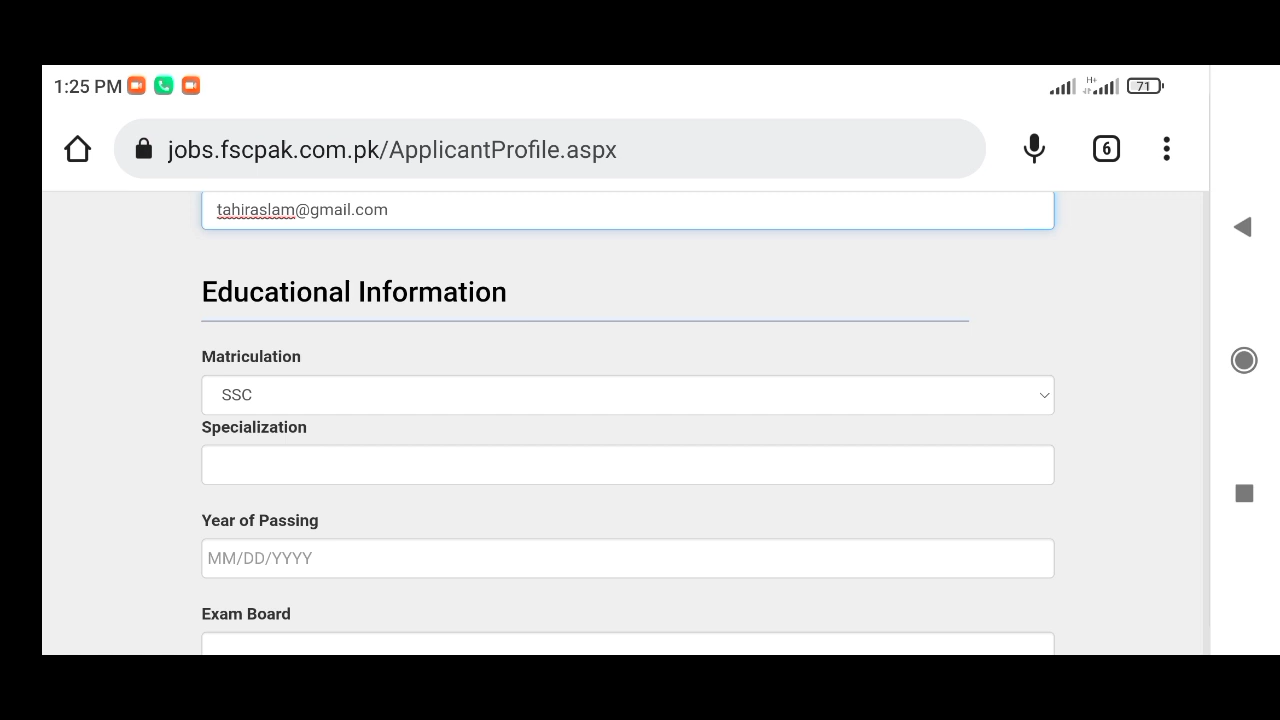 1:25 PM
H+
71
jobs.fscpak.com.pk/ApplicantProfile.aspx
6
tahiraslam@gmail.com
Educational Information
Matriculation
SSC
Specialization
Year of Passing
MM/DD/YYYY
Exam Board